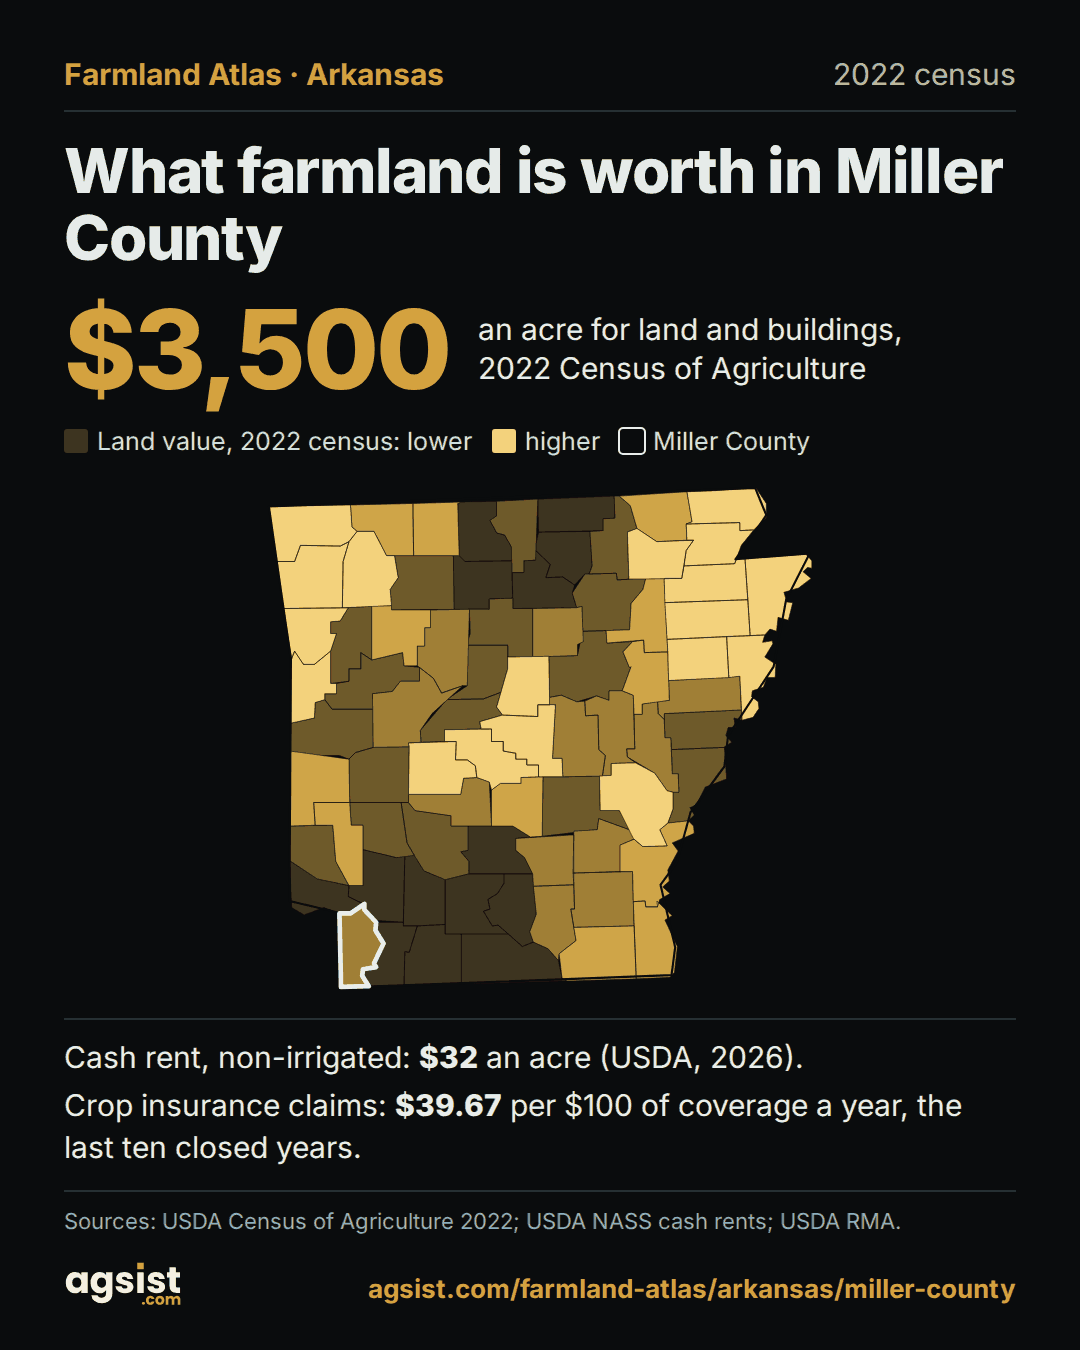 Farmland Atlas · Arkansas
2022 census
What farmland is worth in Miller
County
$3,500
an acre for land and buildings,
2022 Census of Agriculture
Land value, 2022 census: lower
higher
Miller County
Cash rent, non-irrigated: $32 an acre (USDA, 2026).
Crop insurance claims: $39.67 per $100 of coverage a year, the
last ten closed years.
Sources: USDA Census of Agriculture 2022; USDA NASS cash rents; USDA RMA.
agsist
.com
agsist.com/farmland-atlas/arkansas/miller-county